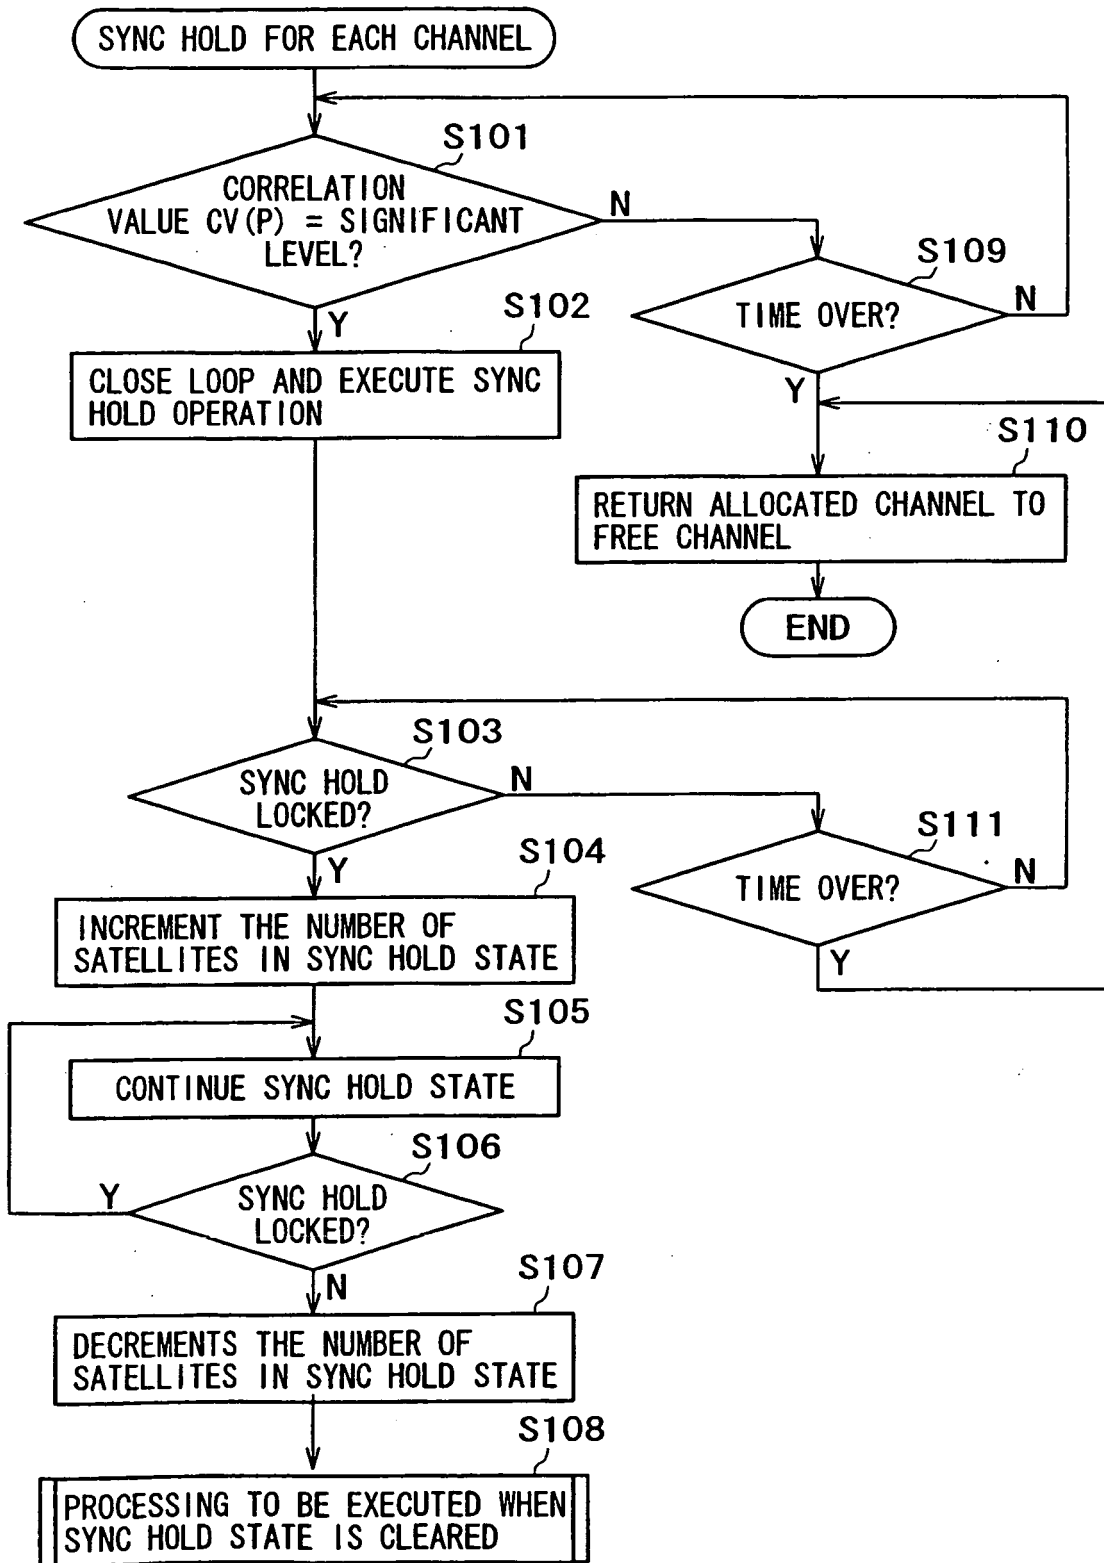 SYNC HOLD FOR EACH CHANNEL
S101
CORRELATION
VALUE CV(P) = SIGNIFICANT
LEVEL?
N
S109
TIME OVER?
N
Y
S102
CLOSE LOOP AND EXECUTE SYNC
HOLD OPERATION
Y
S110
RETURN ALLOCATED CHANNEL TO
FREE CHANNEL
END
S103
SYNC HOLD
LOCKED?
N
S111
TIME OVER?
N
Y
Y
S104
INCREMENT THE NUMBER OF
SATELLITES IN SYNC HOLD STATE
S105
CONTINUE SYNC HOLD STATE
S106
Y
SYNC HOLD
LOCKED?
N
S107
DECREMENTS THE NUMBER OF
SATELLITES IN SYNC HOLD STATE
S108
PROCESSING TO BE EXECUTED WHEN
SYNC HOLD STATE IS CLEARED